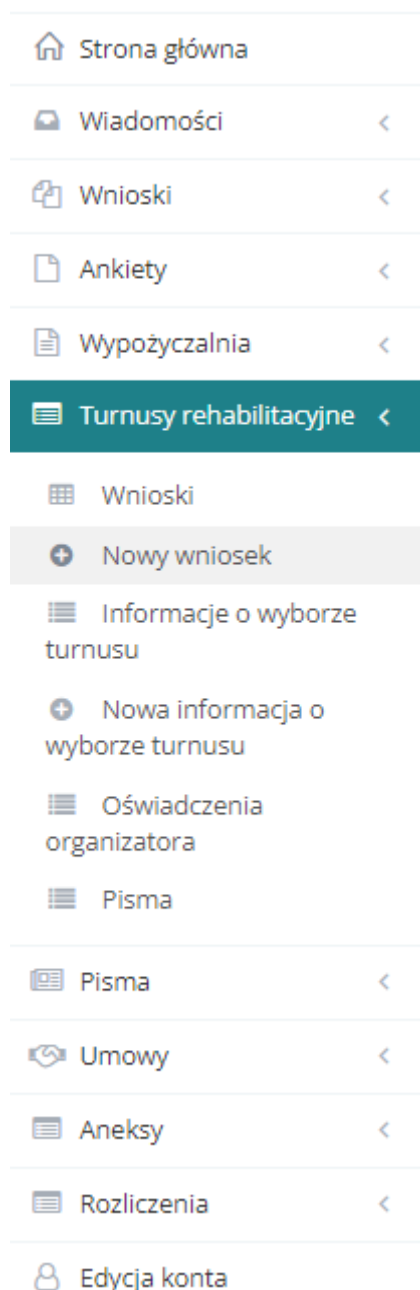 Strona główna
Wiadomości
Wnioski
Ankiety
Wypożyczalnia
Turnusy rehabilitacyjne
Wnioski
Nowy wniosek
Informacje o wyborze
turnusu
Nowa informacja o
wyborze turnusu
Oświadczenia
organizatora
Pisma
Pisma
Umowy
Aneksy
Rozliczenia
Edycja konta